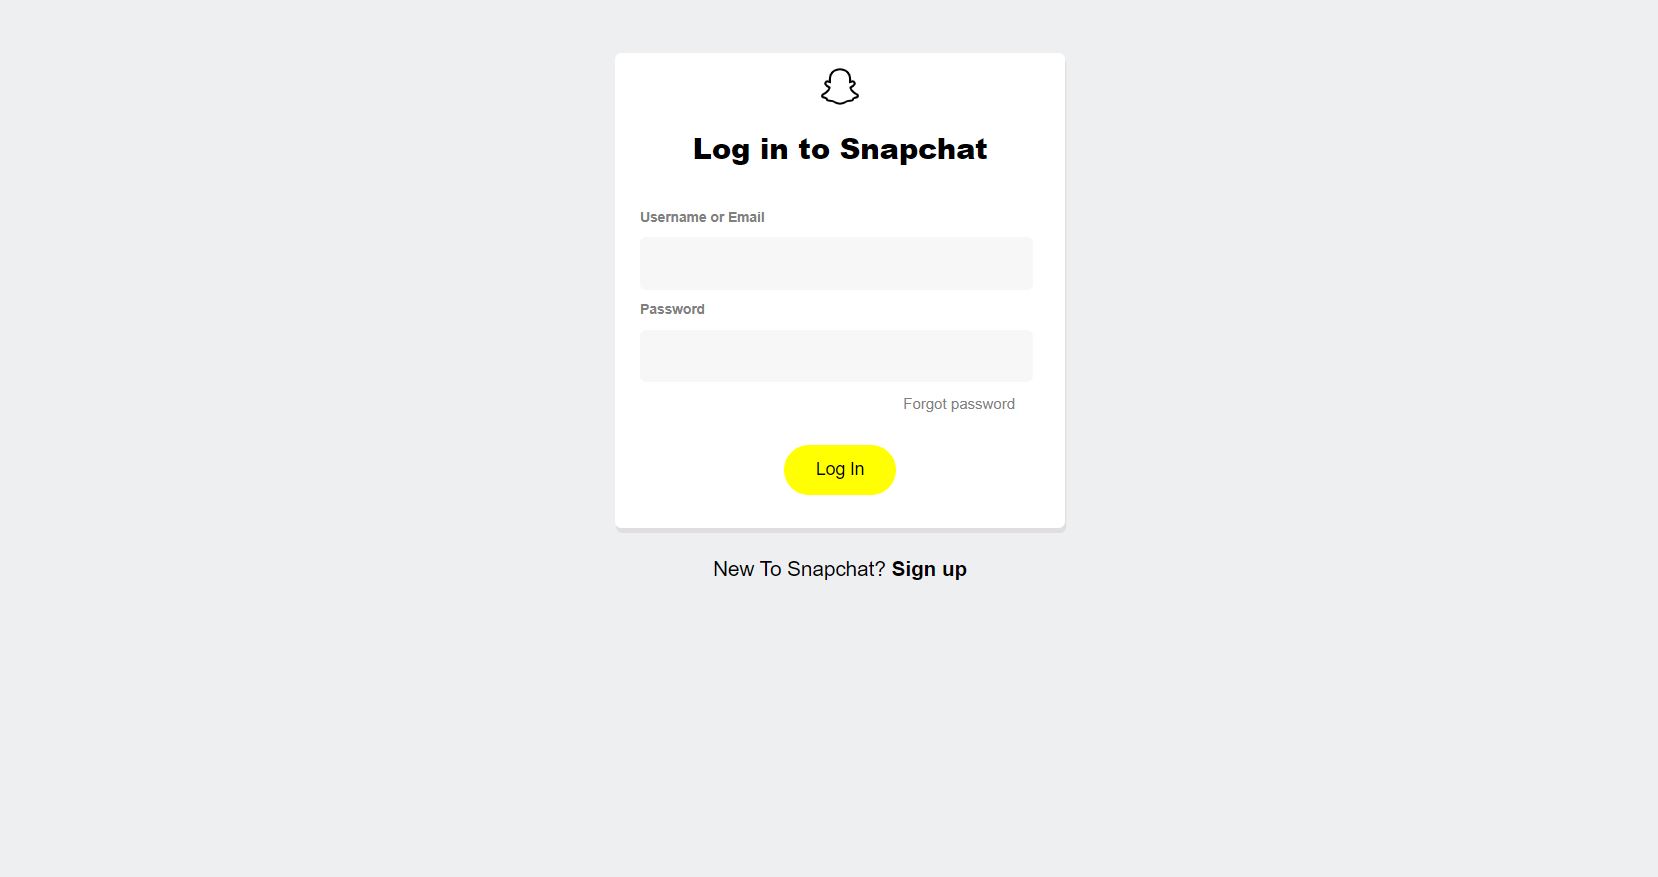 Log in to Snapchat
Username or Email
Password
Forgot password
Log In
New To Snapchat? Sign up